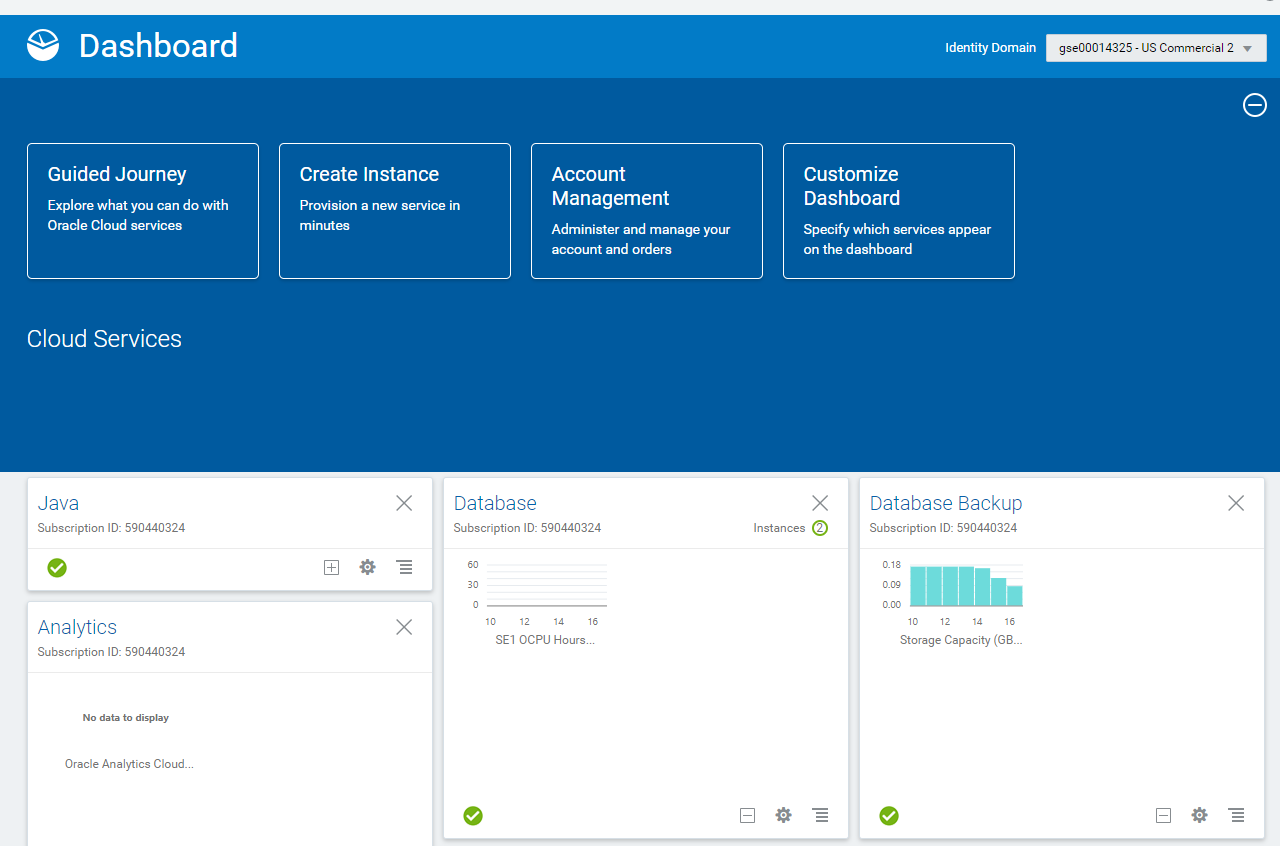 Dashboard
Identity Domain
gse00014325 - US Commercial 2
Guided Journey
Explore what you can do with
Oracle Cloud services
Create Instance
Provision a new service in
minutes
Account
Management
Administer and manage your
account and orders
Customize
Dashboard
Specify which services appear
on the dashboard
Cloud Services
Java
Subscription ID: 590440324
Analytics
Subscription ID: 590440324
No data to display
Oracle Analytics Cloud...
Database
Subscription ID: 590440324
Instances 2
60
30
0
10 12 14 16
SE1 OCPU Hours...
Database Backup
Subscription ID: 590440324
0.18
0.09
0.00
10 12 14 16
Storage Capacity (GB...